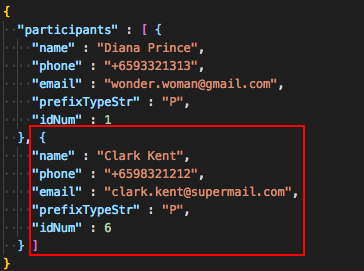 {
"participants" : [ {
"name" : "Diana Prince",
"phone" : "+6593321313",
"email" : "wonder.woman@gmail.com",
"prefixTypeStr" : "P",
"idNum" : 1
}, {
"name" : "Clark Kent",
"phone" : "+6598321212",
"email" : "clark.kent@supermail.com",
"prefixTypeStr" : "P",
"idNum" : 6
} ]
}